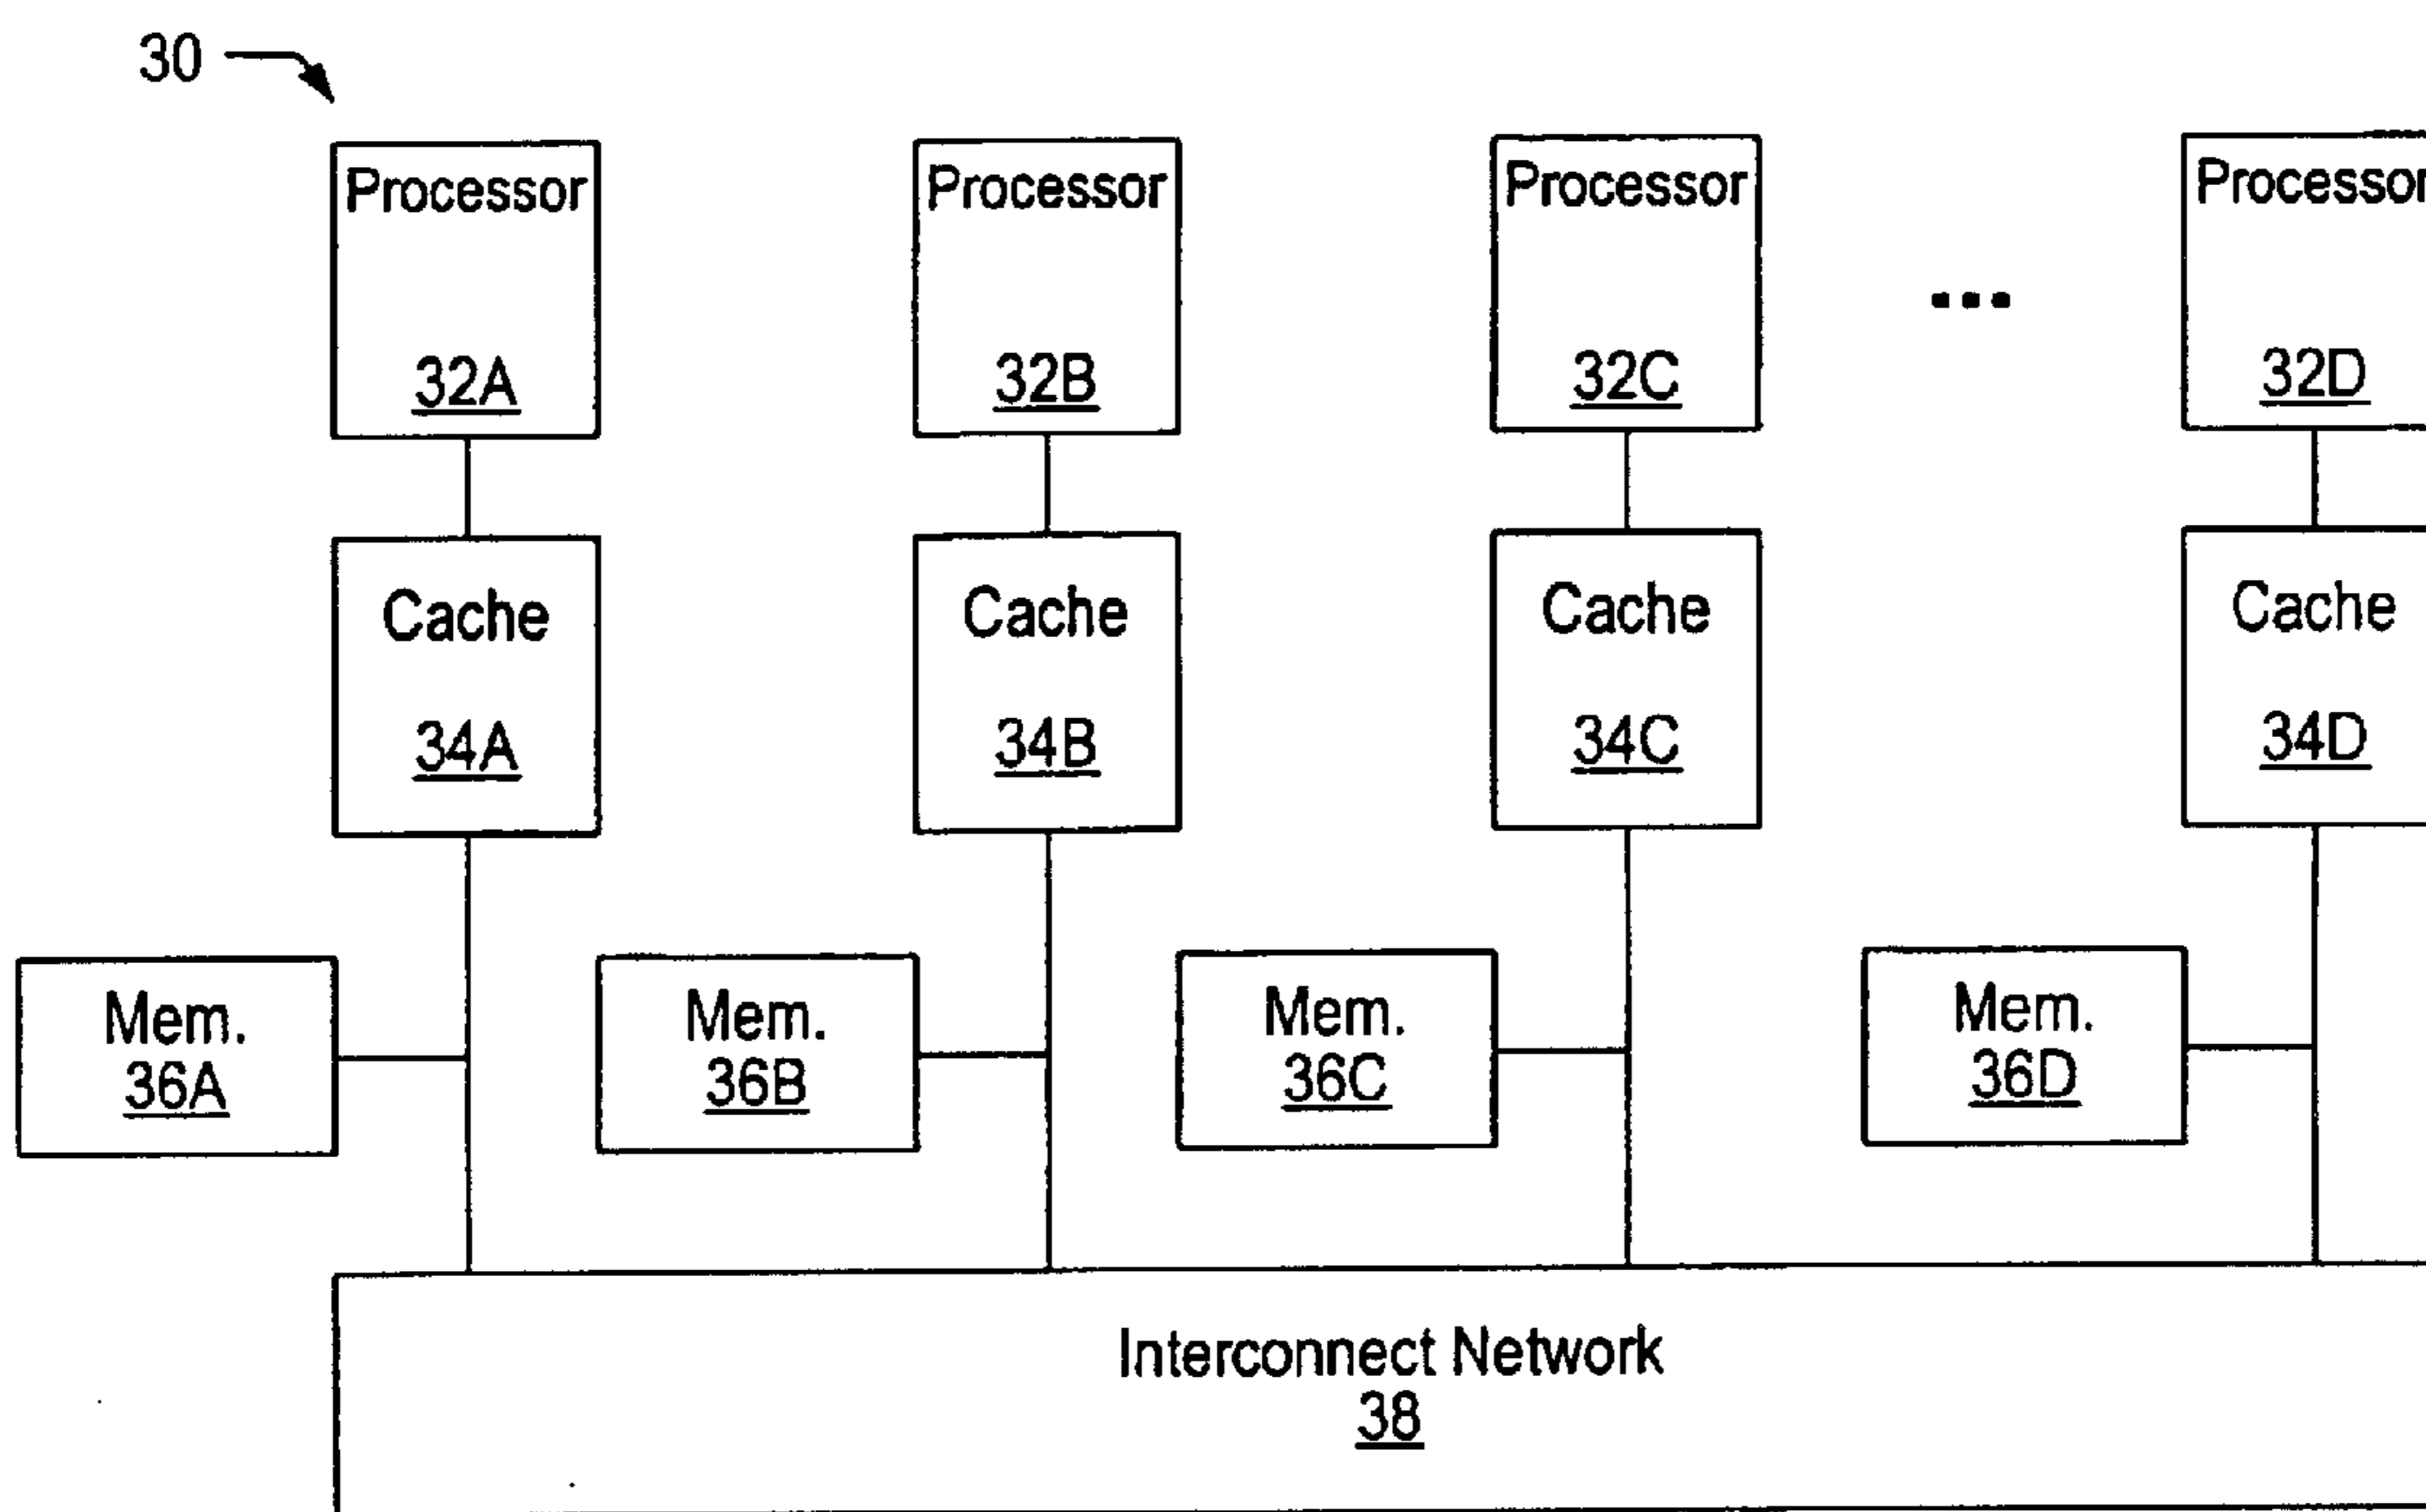 30
Processor
32A
Processor
32B
Processor
32C
...
Processor
32D
Cache
34A
Cache
34B
Cache
34C
Cache
34D
Mem.
36A
Mem.
36B
Mem.
36C
Mem.
36D
Interconnect Network
38